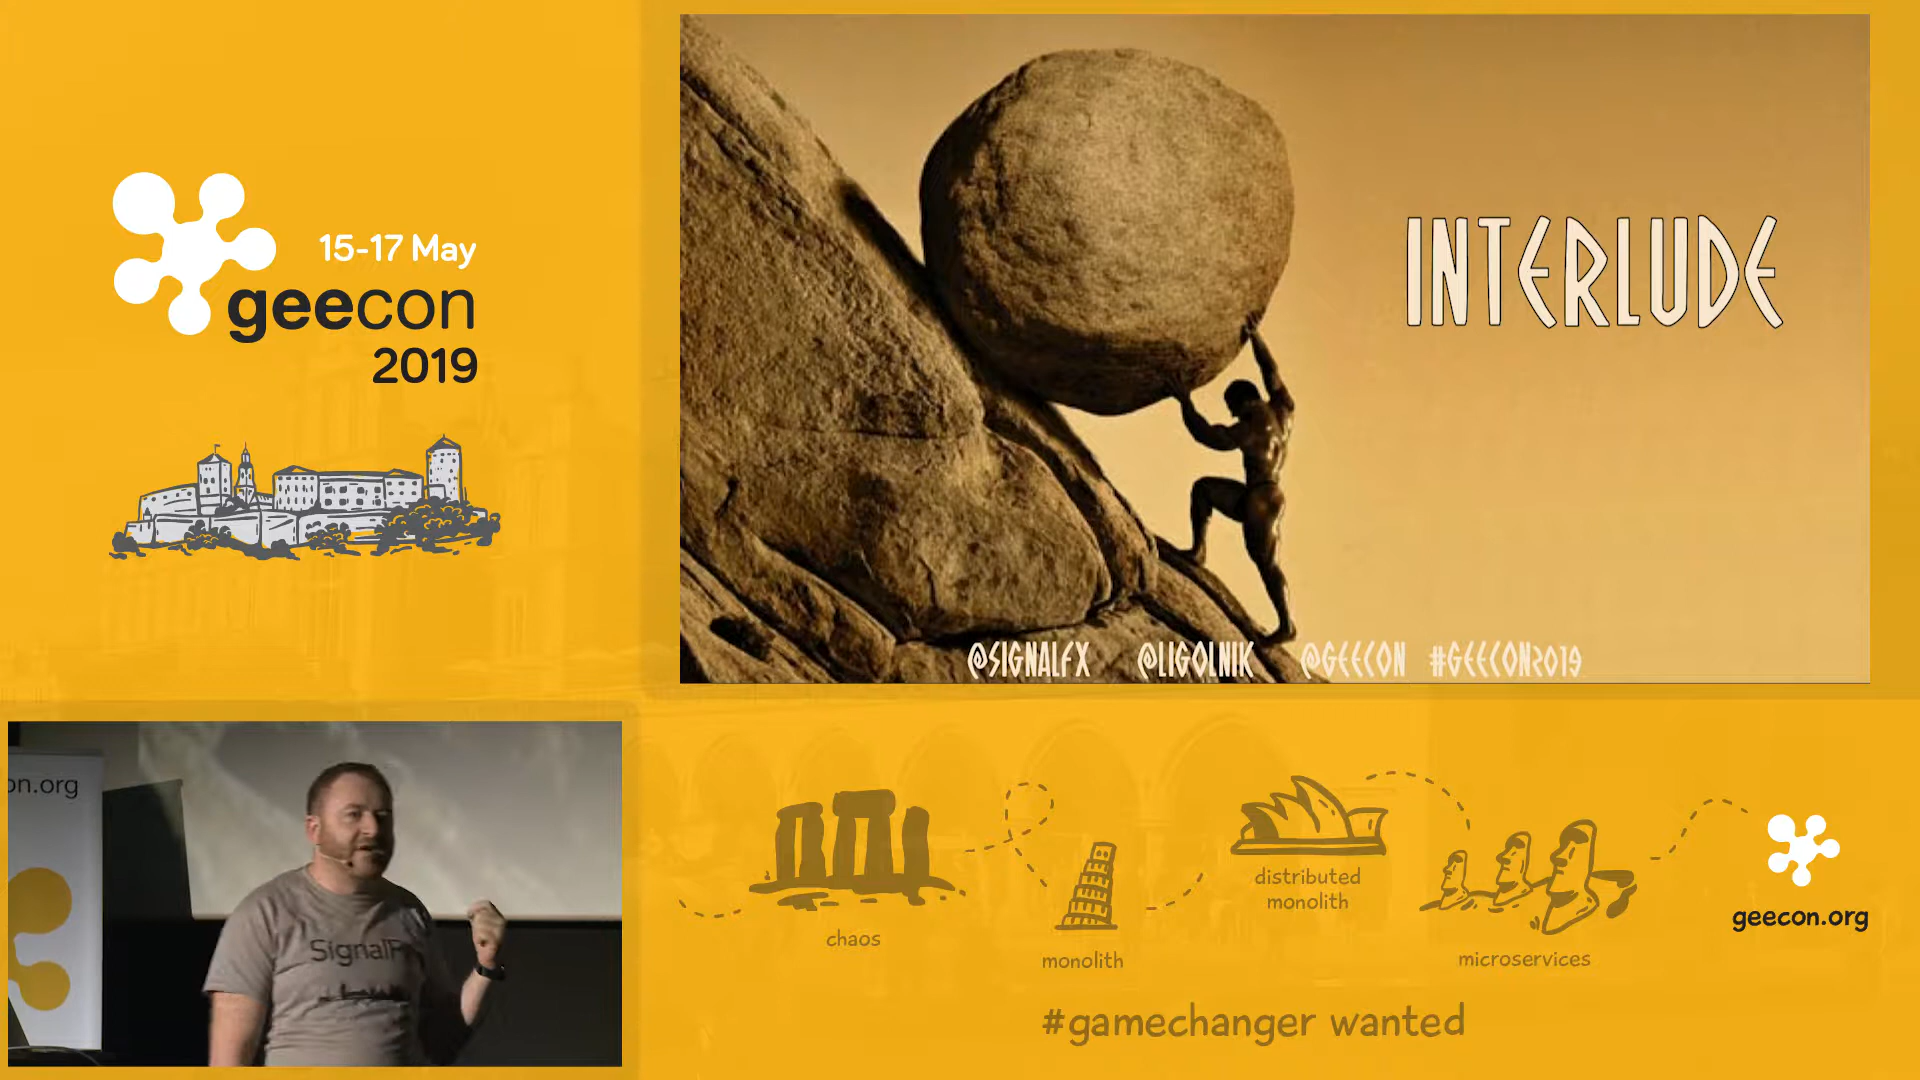 15-17 May
geecon
2019
INTERLUDE
@SIGNALFX @LIGOLNIK @GEECON #GEECON2019
on.org
SignalF
chaos
monolith
distributed
monolith
microservices
geecon.org
#gamechanger wanted